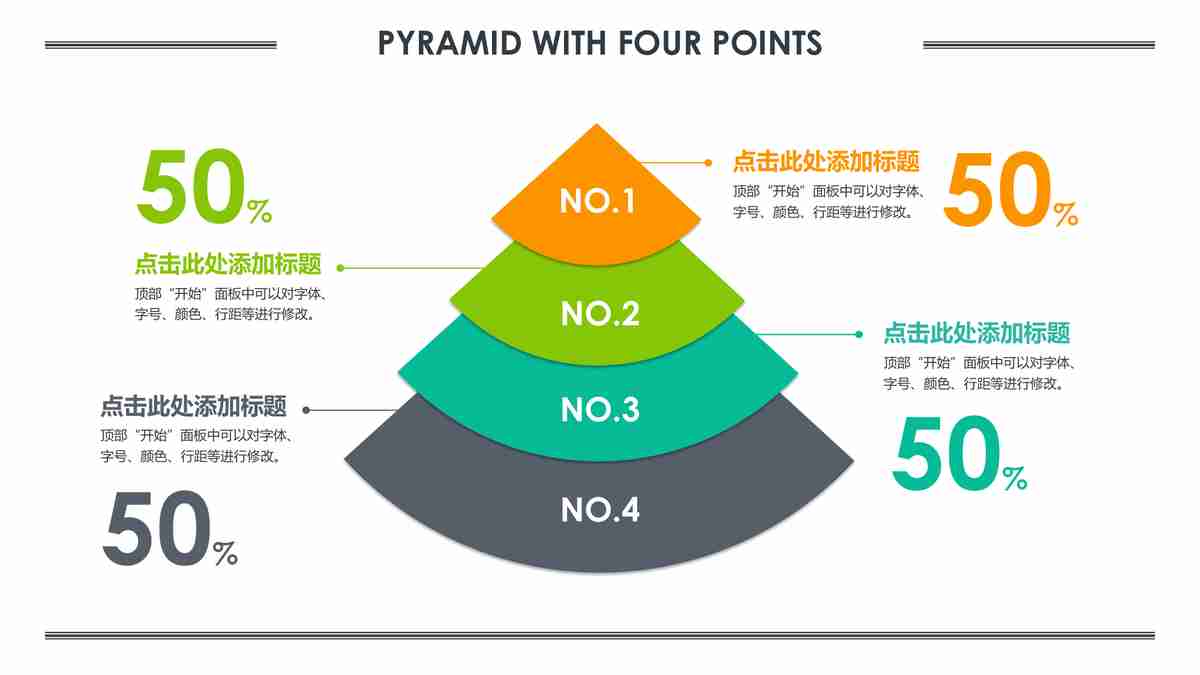 PYRAMID WITH FOUR POINTS
50%
点击此处添加标题
顶部“开始”面板中可以对字体、
字号、颜色、行距等进行修改。
NO.1
点击此处添加标题
顶部“开始”面板中可以对字体、
字号、颜色、行距等进行修改。
50%
NO.2
点击此处添加标题
顶部“开始”面板中可以对字体、
字号、颜色、行距等进行修改。
50%
NO.3
点击此处添加标题
顶部“开始”面板中可以对字体、
字号、颜色、行距等进行修改。
50%
NO.4